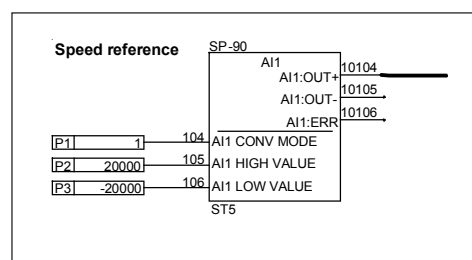 Speed reference
SP-90
AI1
AI1:OUT+ 10104
AI1:OUT- 10105
AI1:ERR 10106
P1 1 104 AI1 CONV MODE
P2 20000 105 AI1 HIGH VALUE
P3 -20000 106 AI1 LOW VALUE
ST5